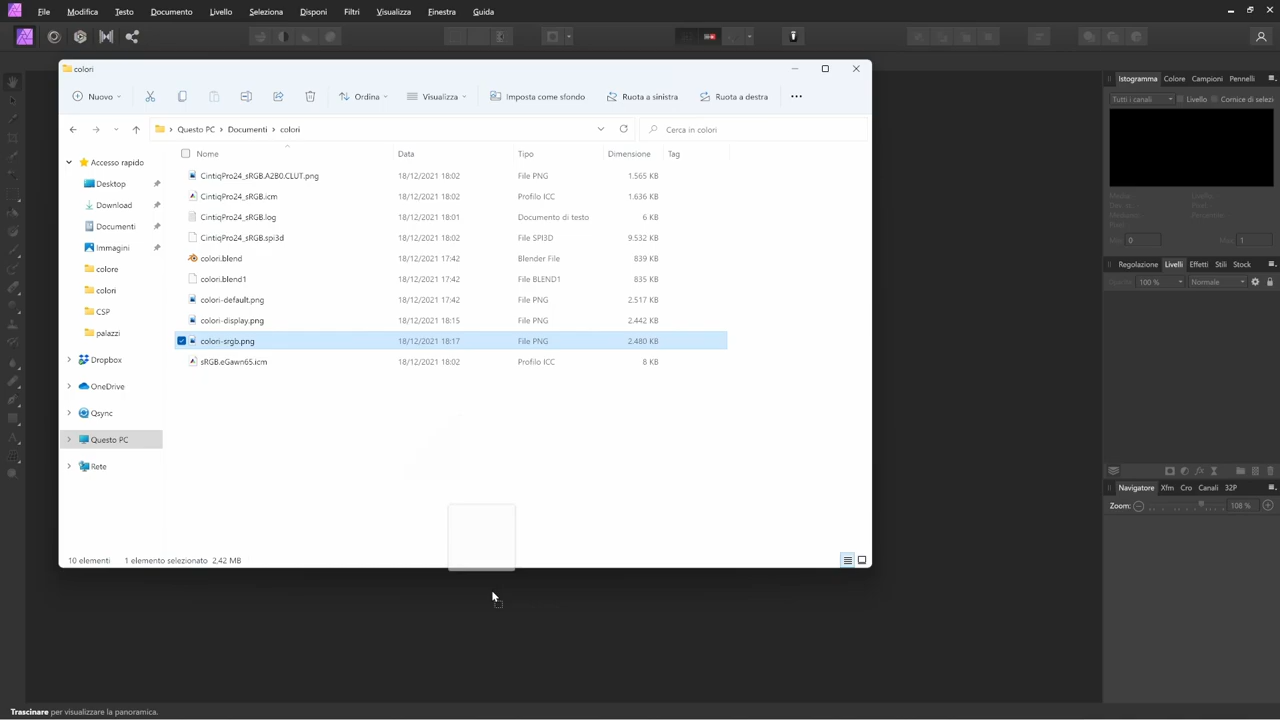 File Modifica Testo Documento Livello Seleziona Disponi Filtri Visualizza Finestra Guida
colori
Nuovo Ordina Visualizza Imposta come sfondo Ruota a sinistra Ruota a destra
Questo PC Documenti colori Cerca in colori
Nome Data Tipo Dimensione Tag
CintiqPro24_sRGB.A2B0.CLUT.png 18/12/2021 18:02 File PNG 1.565 KB
CintiqPro24_sRGB.icm 18/12/2021 18:02 Profilo ICC 1.636 KB
CintiqPro24_sRGB.log 18/12/2021 18:01 Documento di testo 6 KB
CintiqPro24_sRGB.spi3d 18/12/2021 18:02 File SPI3D 9.532 KB
colori.blend 18/12/2021 17:42 Blender File 839 KB
colori.blend1 18/12/2021 17:42 File BLEND1 835 KB
colori-default.png 18/12/2021 17:42 File PNG 2.517 KB
colori-display.png 18/12/2021 18:15 File PNG 2.442 KB
colori-srgb.png 18/12/2021 18:17 File PNG 2.480 KB
sRGB.eGawn65.icm 18/12/2021 18:02 Profilo ICC 8 KB
Accesso rapido
Desktop
Download
Documenti
Immagini
colore
colori
CSP
palazzi
Dropbox
OneDrive
Qsync
Questo PC
Rete
10 elementi 1 elemento selezionato 2,42 MB
Istogramma Colore Campioni Pennelli
Tutti i canali Livello Cornice di selezi
Min: 0 Max: 1
Regolazione Livelli Effetti Stili Stock
Opacità: 100 % Normale
Navigatore Xfm Cro Canali 32P
Zoom: 108 %
Trascinare per visualizzare la panoramica.